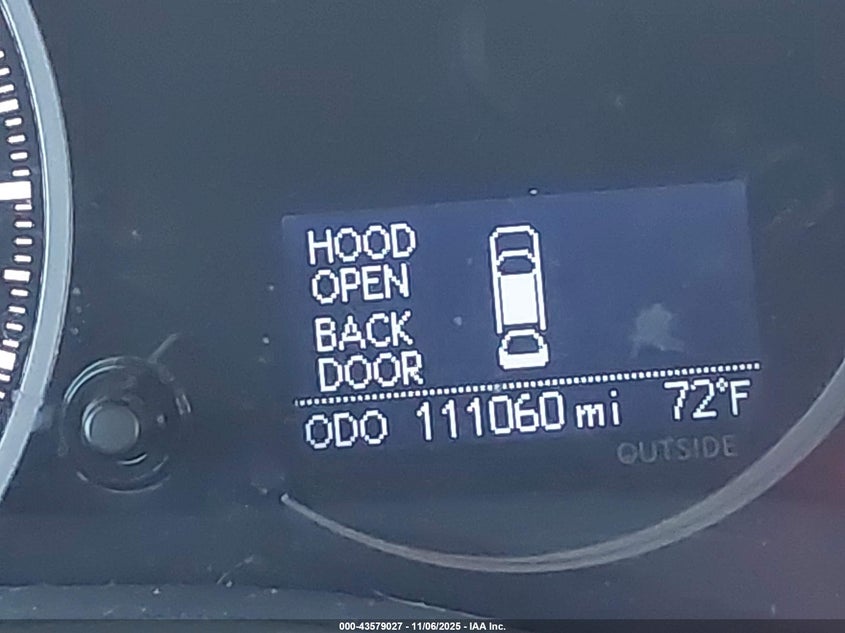 HOOD
OPEN
BACK
DOOR
ODO 111060 mi 72°F
OUTSIDE
000-43579027 - 11/06/2025 - IAA Inc.